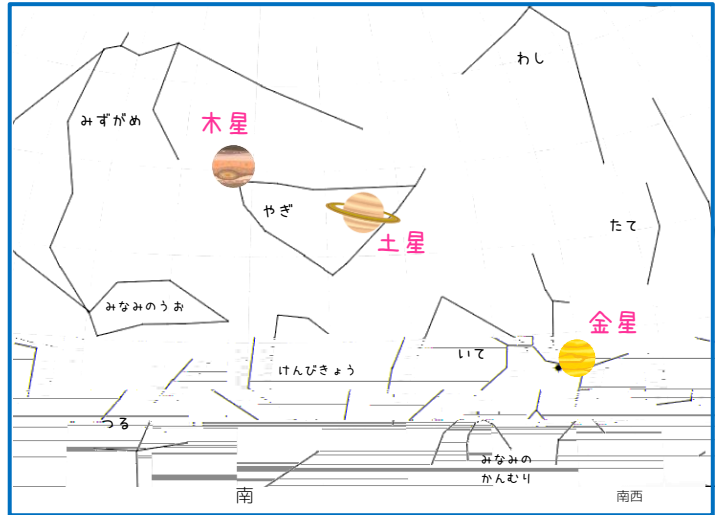 わし
みずがめ
木星
やぎ
たて
土星
みなみのうお
金星
いて
けんびきょう
つる
みなみの
かんむり
南
南西